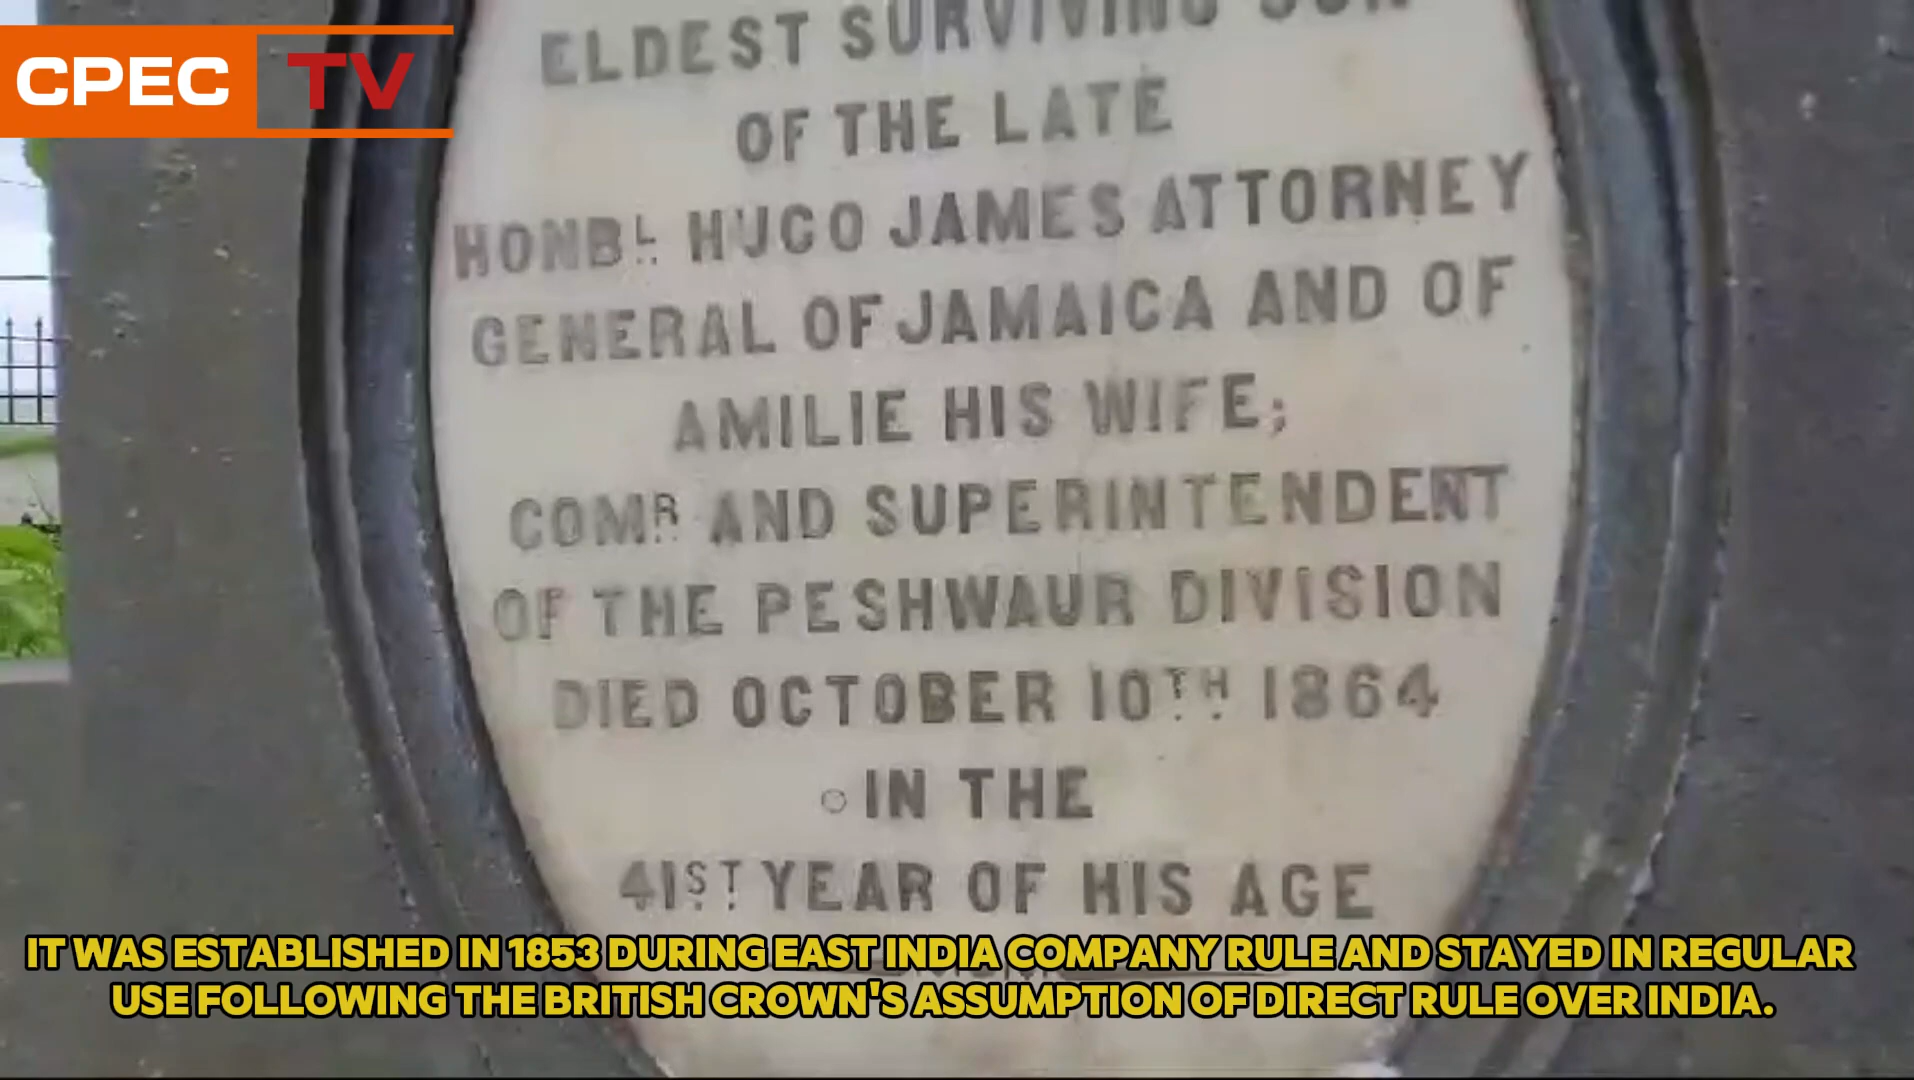 CPEC TV
ELDEST SURVIVING SON
OF THE LATE
HONBL HUGO JAMES ATTORNEY
GENERAL OF JAMAICA AND OF
AMILIE HIS WIFE;
COMR AND SUPERINTENDENT
OF THE PESHWAUR DIVISION
DIED OCTOBER 10TH 1864
IN THE
41ST YEAR OF HIS AGE
IT WAS ESTABLISHED IN 1853 DURING EAST INDIA COMPANY RULE AND STAYED IN REGULAR
USE FOLLOWING THE BRITISH CROWN'S ASSUMPTION OF DIRECT RULE OVER INDIA.